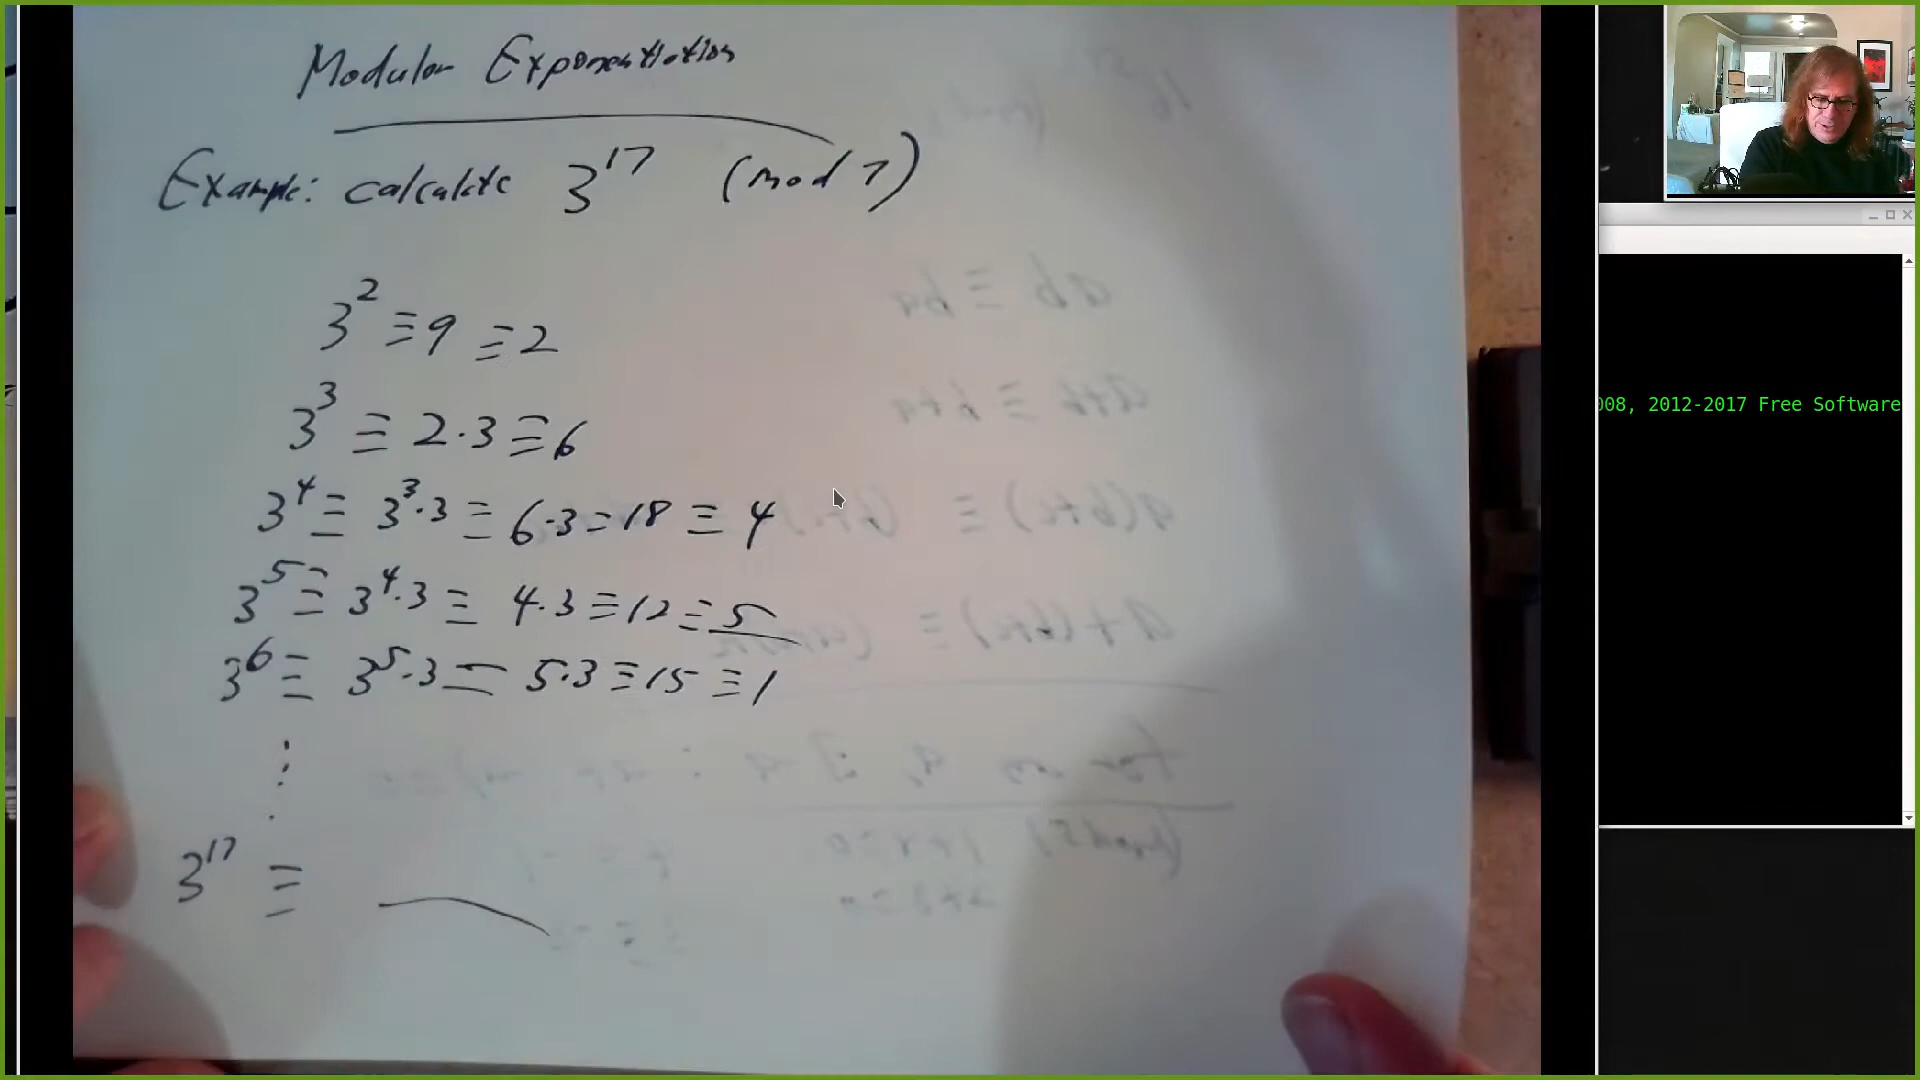 Modular Exponentiation
Example: calculate 3^17 (mod 7)
3^2 ≡ 9 ≡ 2
3^3 ≡ 2·3 ≡ 6
3^4 ≡ 3^3·3 ≡ 6·3 = 18 ≡ 4
3^5 ≡ 3^4·3 ≡ 4·3 ≡ 12 ≡ 5
3^6 ≡ 3^5·3 = 5·3 ≡ 15 ≡ 1
⋮
3^17 ≡
008, 2012-2017 Free Software